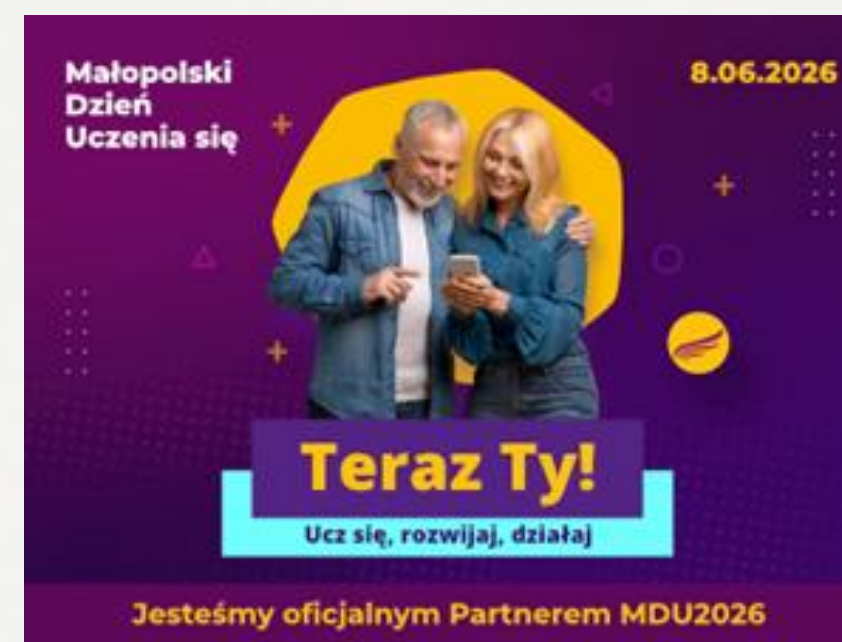 Małopolski
Dzień
Uczenia się
8.06.2026
Teraz Ty!
Ucz się, rozwijaj, działaj
Jesteśmy oficjalnym Partnerem MDU2026